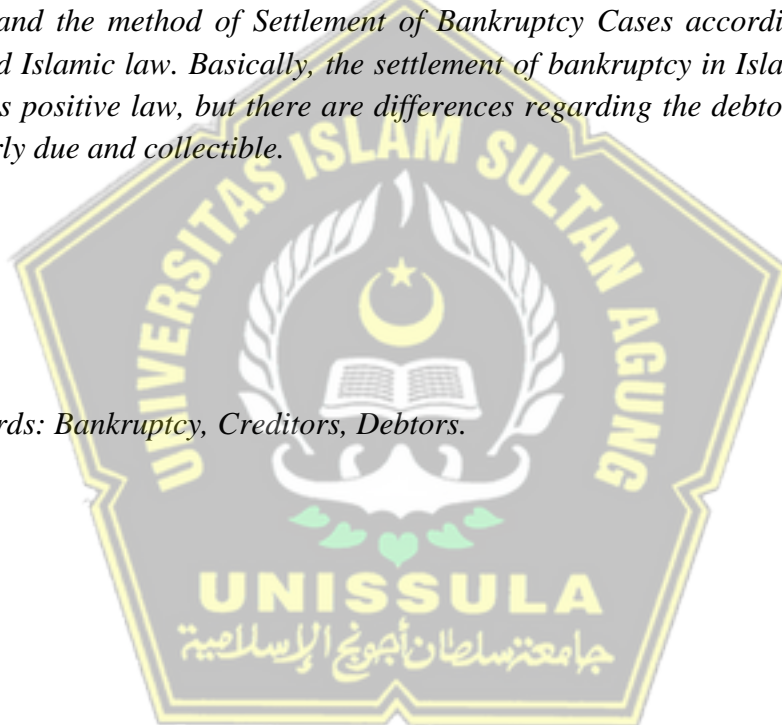 and the method of Settlement of Bankruptcy Cases accordi
d Islamic law. Basically, the settlement of bankruptcy in Isla
s positive law, but there are differences regarding the debto
rly due and collectible.
UNIVERSITAS ISLAM SULTAN AGUNG
rds: Bankruptcy, Creditors, Debtors.
UNISSULA
جامعة سلطان أجونج الإسلامية